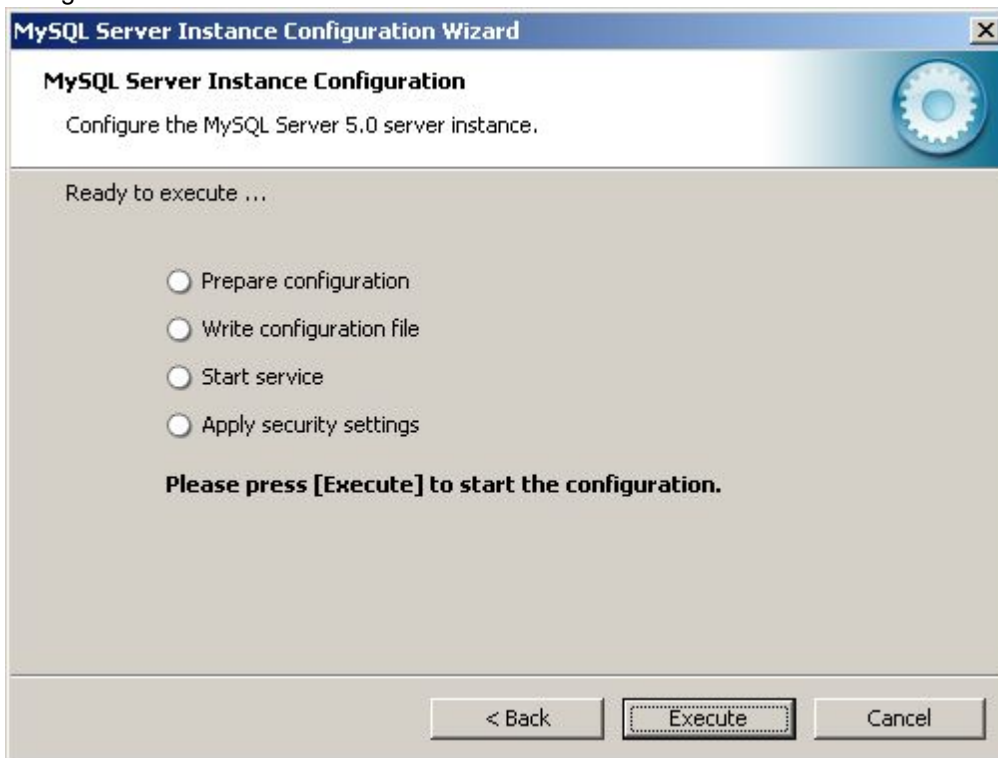 MySQL Server Instance Configuration Wizard
MySQL Server Instance Configuration
Configure the MySQL Server 5.0 server instance.
Ready to execute ...
Prepare configuration
Write configuration file
Start service
Apply security settings
Please press [Execute] to start the configuration.
< Back Execute Cancel